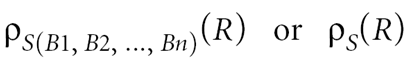 ρS(B1, B2, ..., Bn)(R) or ρS(R)